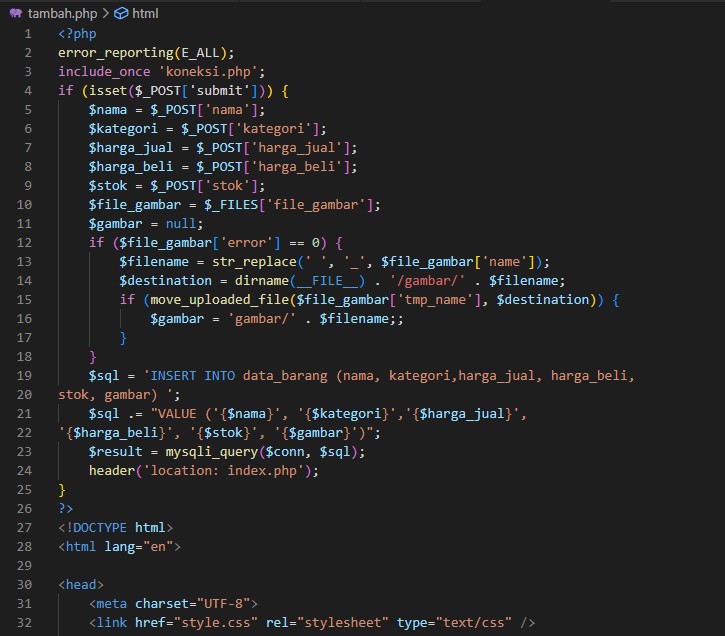 tambah.php > html
1 <?php
2 error_reporting(E_ALL);
3 include_once 'koneksi.php';
4 if (isset($_POST['submit'])) {
5     $nama = $_POST['nama'];
6     $kategori = $_POST['kategori'];
7     $harga_jual = $_POST['harga_jual'];
8     $harga_beli = $_POST['harga_beli'];
9     $stok = $_POST['stok'];
10     $file_gambar = $_FILES['file_gambar'];
11     $gambar = null;
12     if ($file_gambar['error'] == 0) {
13         $filename = str_replace(' ', '_', $file_gambar['name']);
14         $destination = dirname(__FILE__) . '/gambar/' . $filename;
15         if (move_uploaded_file($file_gambar['tmp_name'], $destination)) {
16             $gambar = 'gambar/' . $filename;;
17         }
18     }
19     $sql = 'INSERT INTO data_barang (nama, kategori,harga_jual, harga_beli,
20 stok, gambar) ';
21     $sql .= "VALUE ('{$nama}', '{$kategori}','{$harga_jual}',
22 '{$harga_beli}', '{$stok}', '{$gambar}')";
23     $result = mysqli_query($conn, $sql);
24     header('location: index.php');
25 }
26 ?>
27 <!DOCTYPE html>
28 <html lang="en">
29
30 <head>
31     <meta charset="UTF-8">
32     <link href="style.css" rel="stylesheet" type="text/css" />